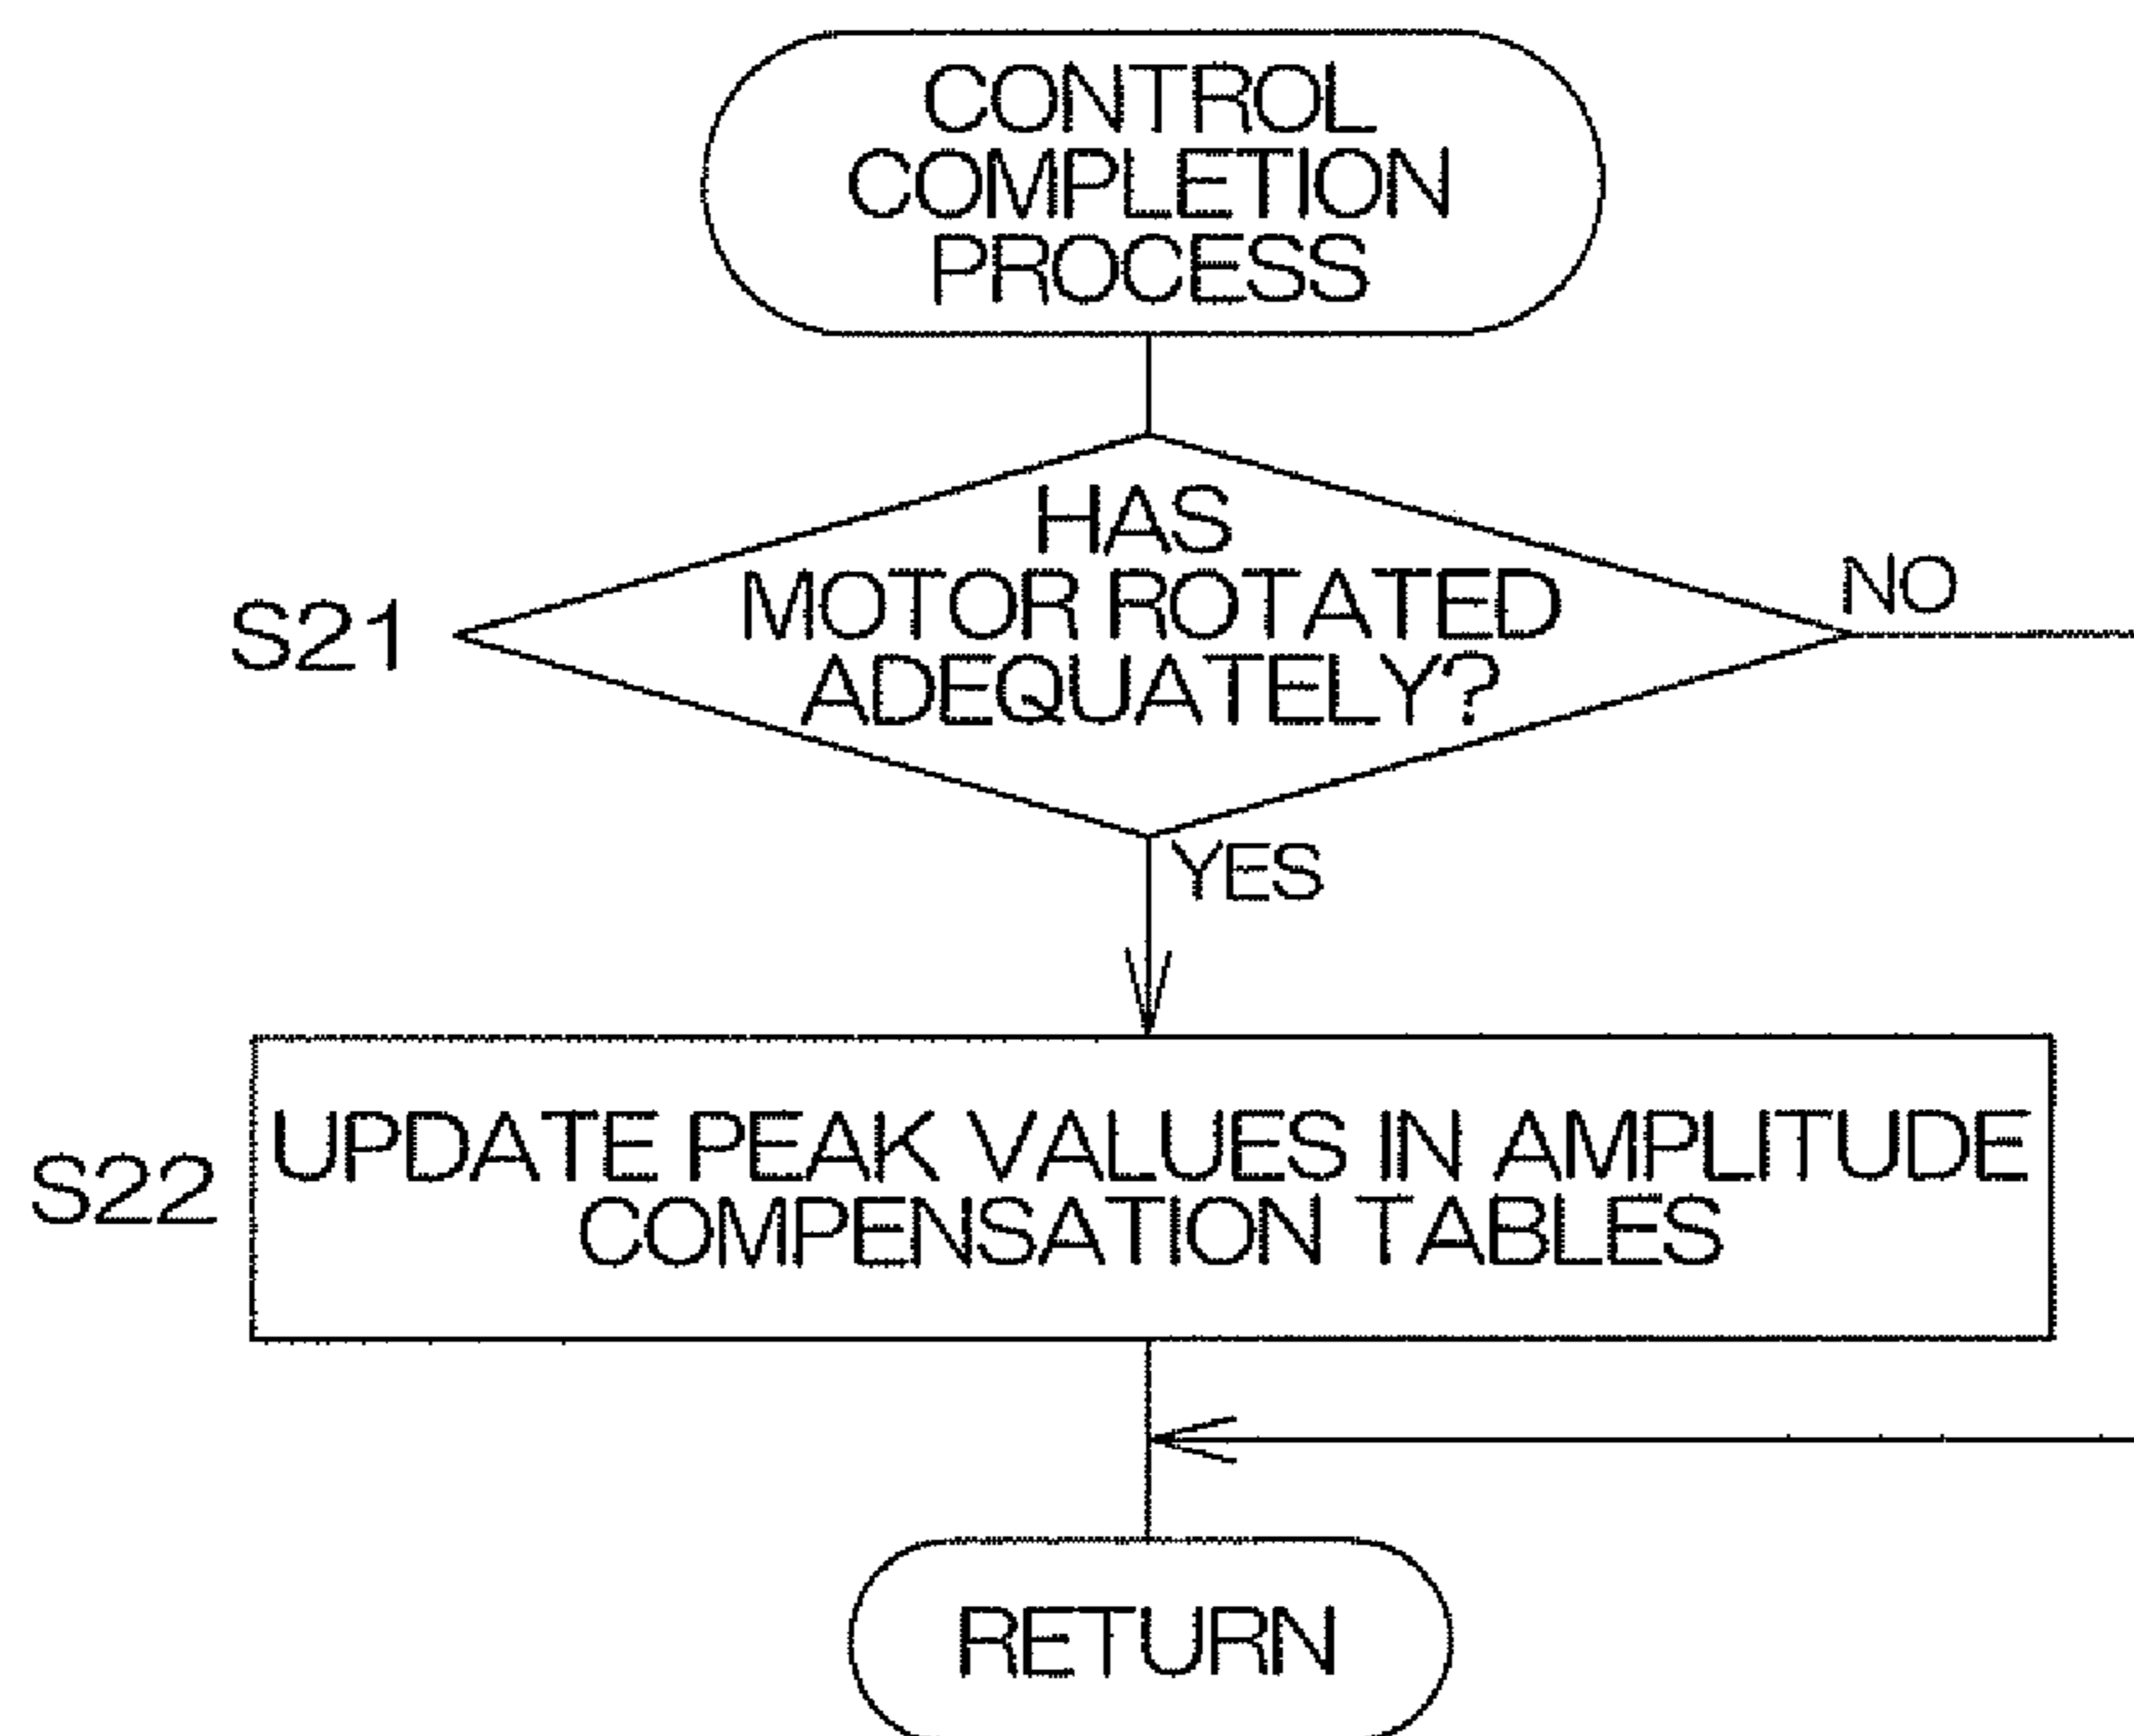 CONTROL
COMPLETION
PROCESS
HAS
MOTOR ROTATED
ADEQUATELY?
NO
S21
YES
UPDATE PEAK VALUES IN AMPLITUDE
COMPENSATION TABLES
S22
RETURN